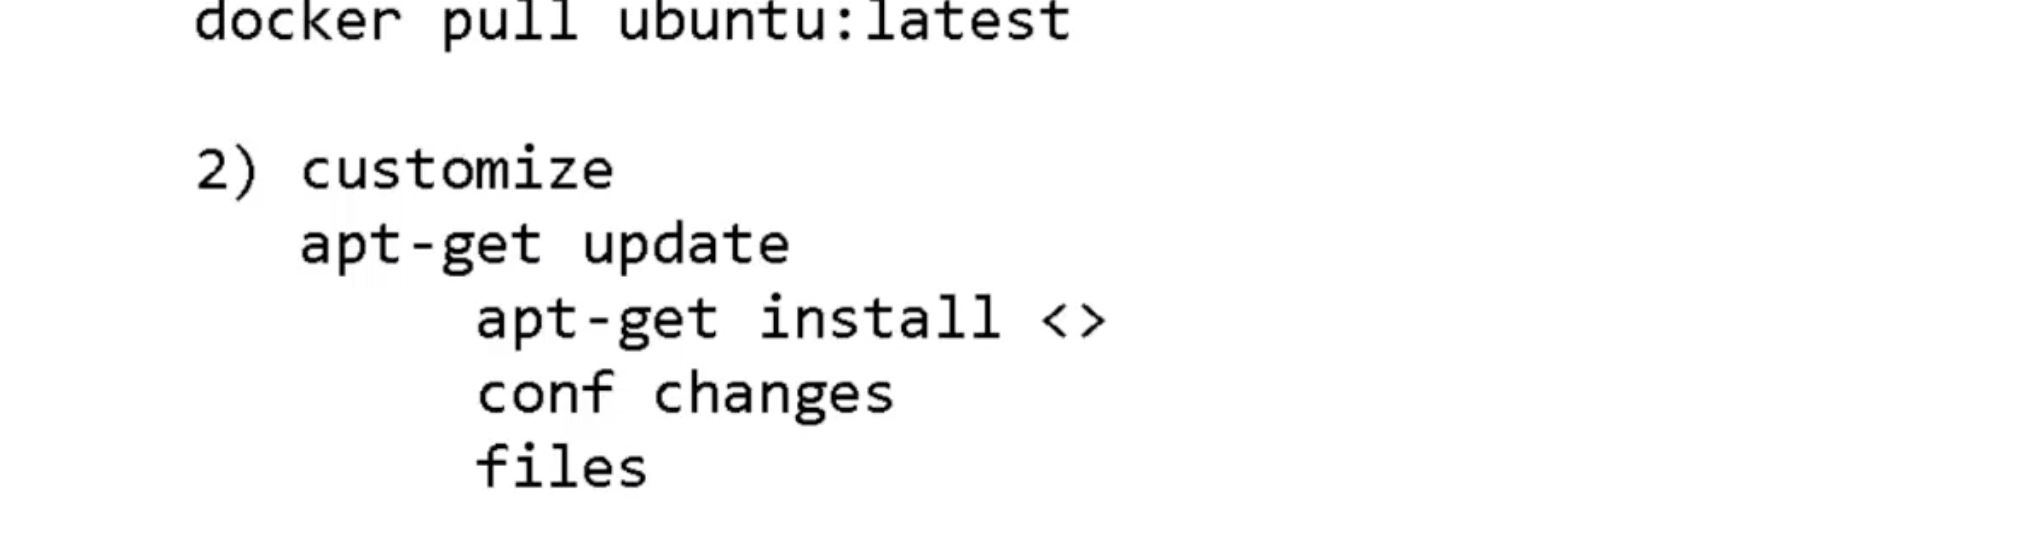 docker pull ubuntu:latest
2) customize
apt-get update
apt-get install <>
conf changes
files